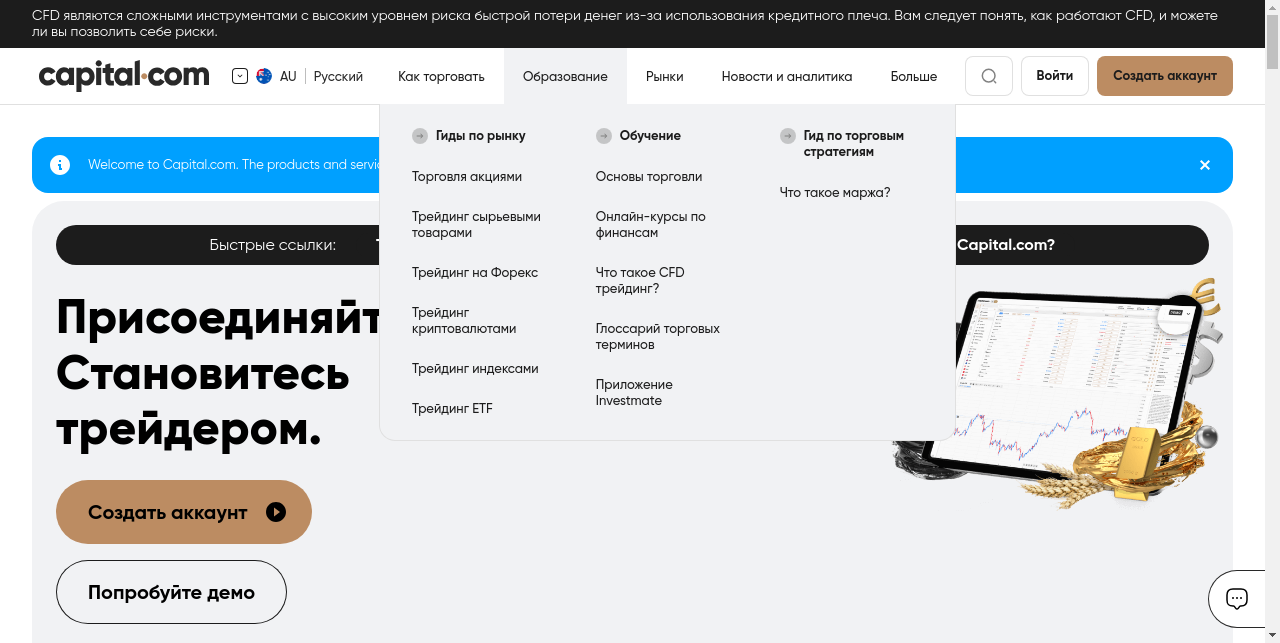 CFD являются сложными инструментами с высоким уровнем риска быстрой потери денег из-за использования кредитного плеча. Вам следует понять, как работают CFD, и можете
ли вы позволить себе риски.
capital.com
AU
Русский
Как торговать
Образование
Рынки
Новости и аналитика
Больше
Войти
Создать аккаунт
Гиды по рынку
Торговля акциями
Трейдинг сырьевыми
товарами
Трейдинг на Форекс
Трейдинг
криптовалютами
Трейдинг индексами
Трейдинг ETF
Обучение
Основы торговли
Онлайн-курсы по
финансам
Что такое CFD
трейдинг?
Глоссарий торговых
терминов
Приложение
Investmate
Гид по торговым
стратегиям
Что такое маржа?
Welcome to Capital.com. The products and
Быстрые ссылки:
Capital.com?
Присоединяйт
Становитесь
трейдером.
Создать аккаунт
Попробуйте демо